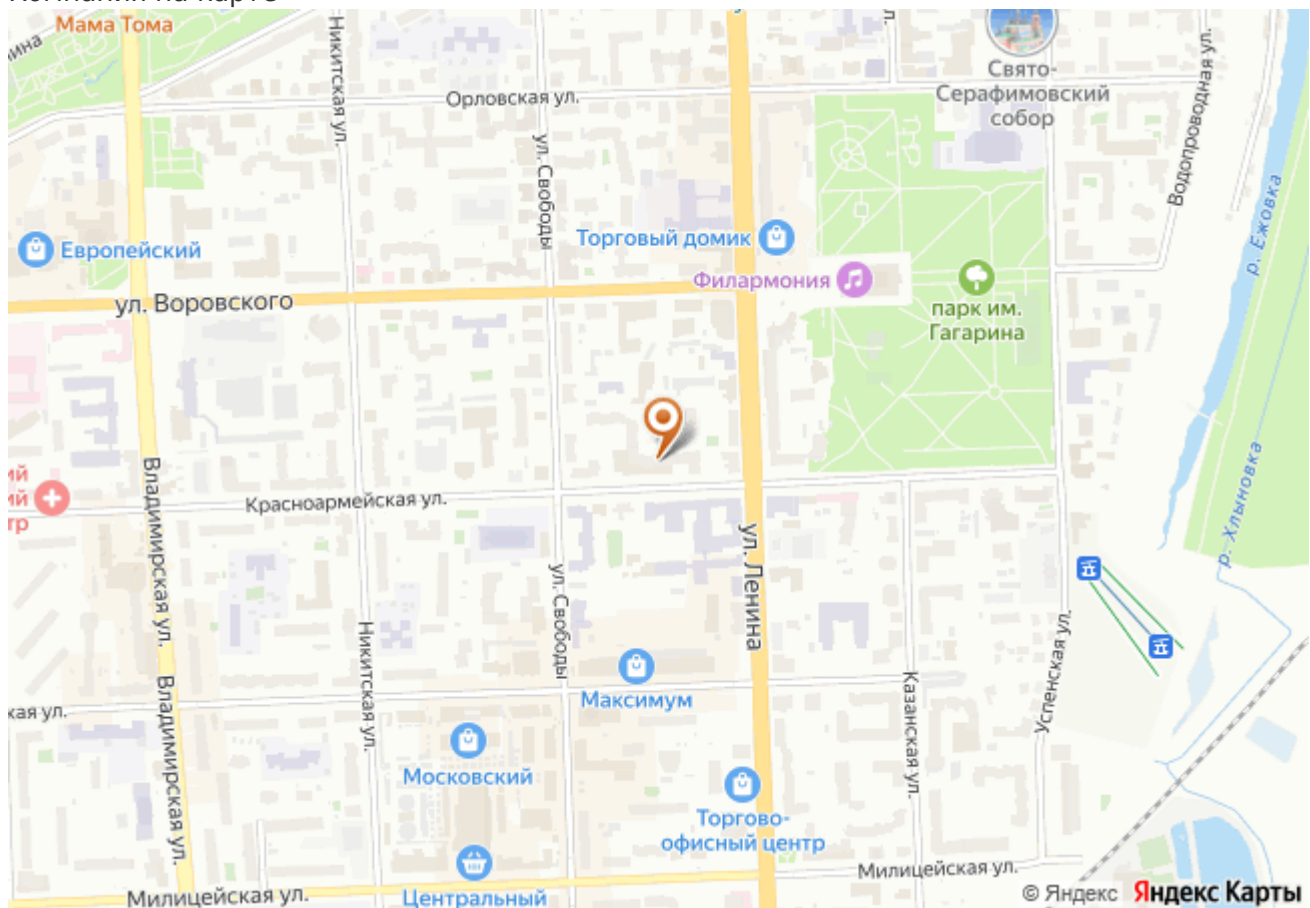 Мама Тома
Никитская ул.
Орловская ул.
ул. Свободы
Свято-
Серафимовский
собор
Водопроводная ул.
р. Ежовка
Европейский
Торговый домик
Филармония
ул. Воровского
парк им.
Гагарина
Владимирская ул.
Красноармейская ул.
ул. Ленина
р. Хлыновка
ул. Свободы
Никитская ул.
Владимирская ул.
Максимум
Казанская ул.
Успенская ул.
Московский
Торгово-
офисный центр
Милицейская ул.
Центральный
Милицейская ул.
© Яндекс Яндекс Карты